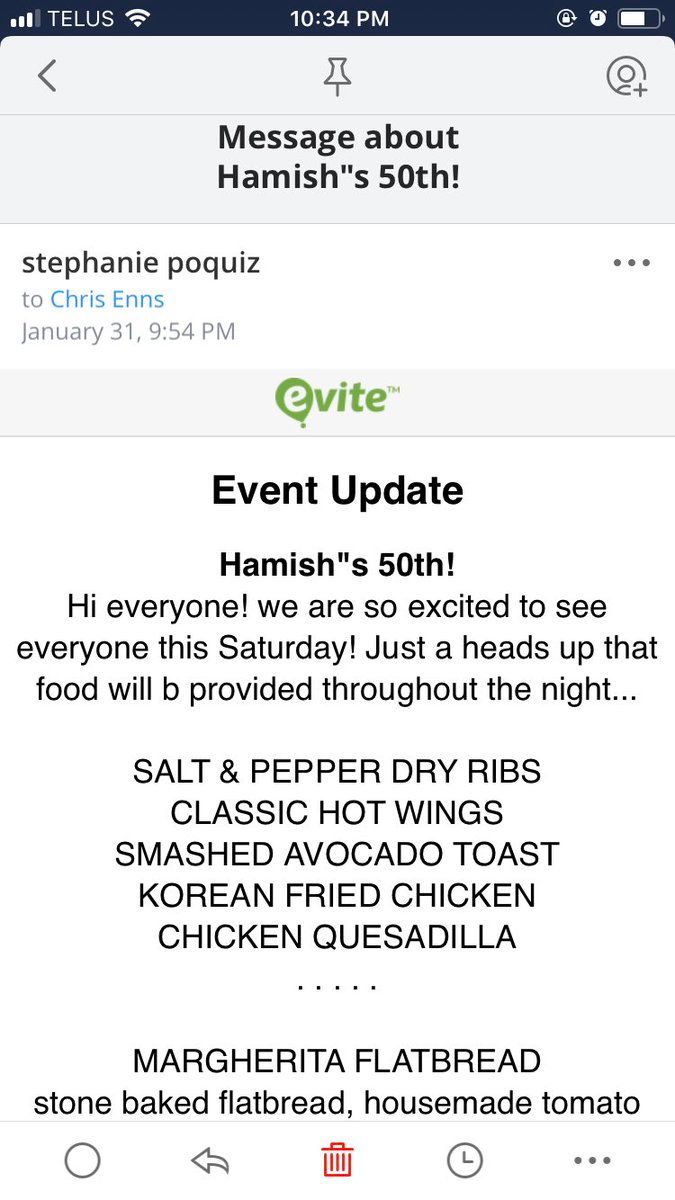 TELUS 10:34 PM
Message about
Hamish"s 50th!
stephanie poquiz
to Chris Enns
January 31, 9:54 PM
evite™
Event Update
Hamish"s 50th!
Hi everyone! we are so excited to see
everyone this Saturday! Just a heads up that
food will b provided throughout the night...
SALT & PEPPER DRY RIBS
CLASSIC HOT WINGS
SMASHED AVOCADO TOAST
KOREAN FRIED CHICKEN
CHICKEN QUESADILLA
. . . . .
MARGHERITA FLATBREAD
stone baked flatbread, housemade tomato